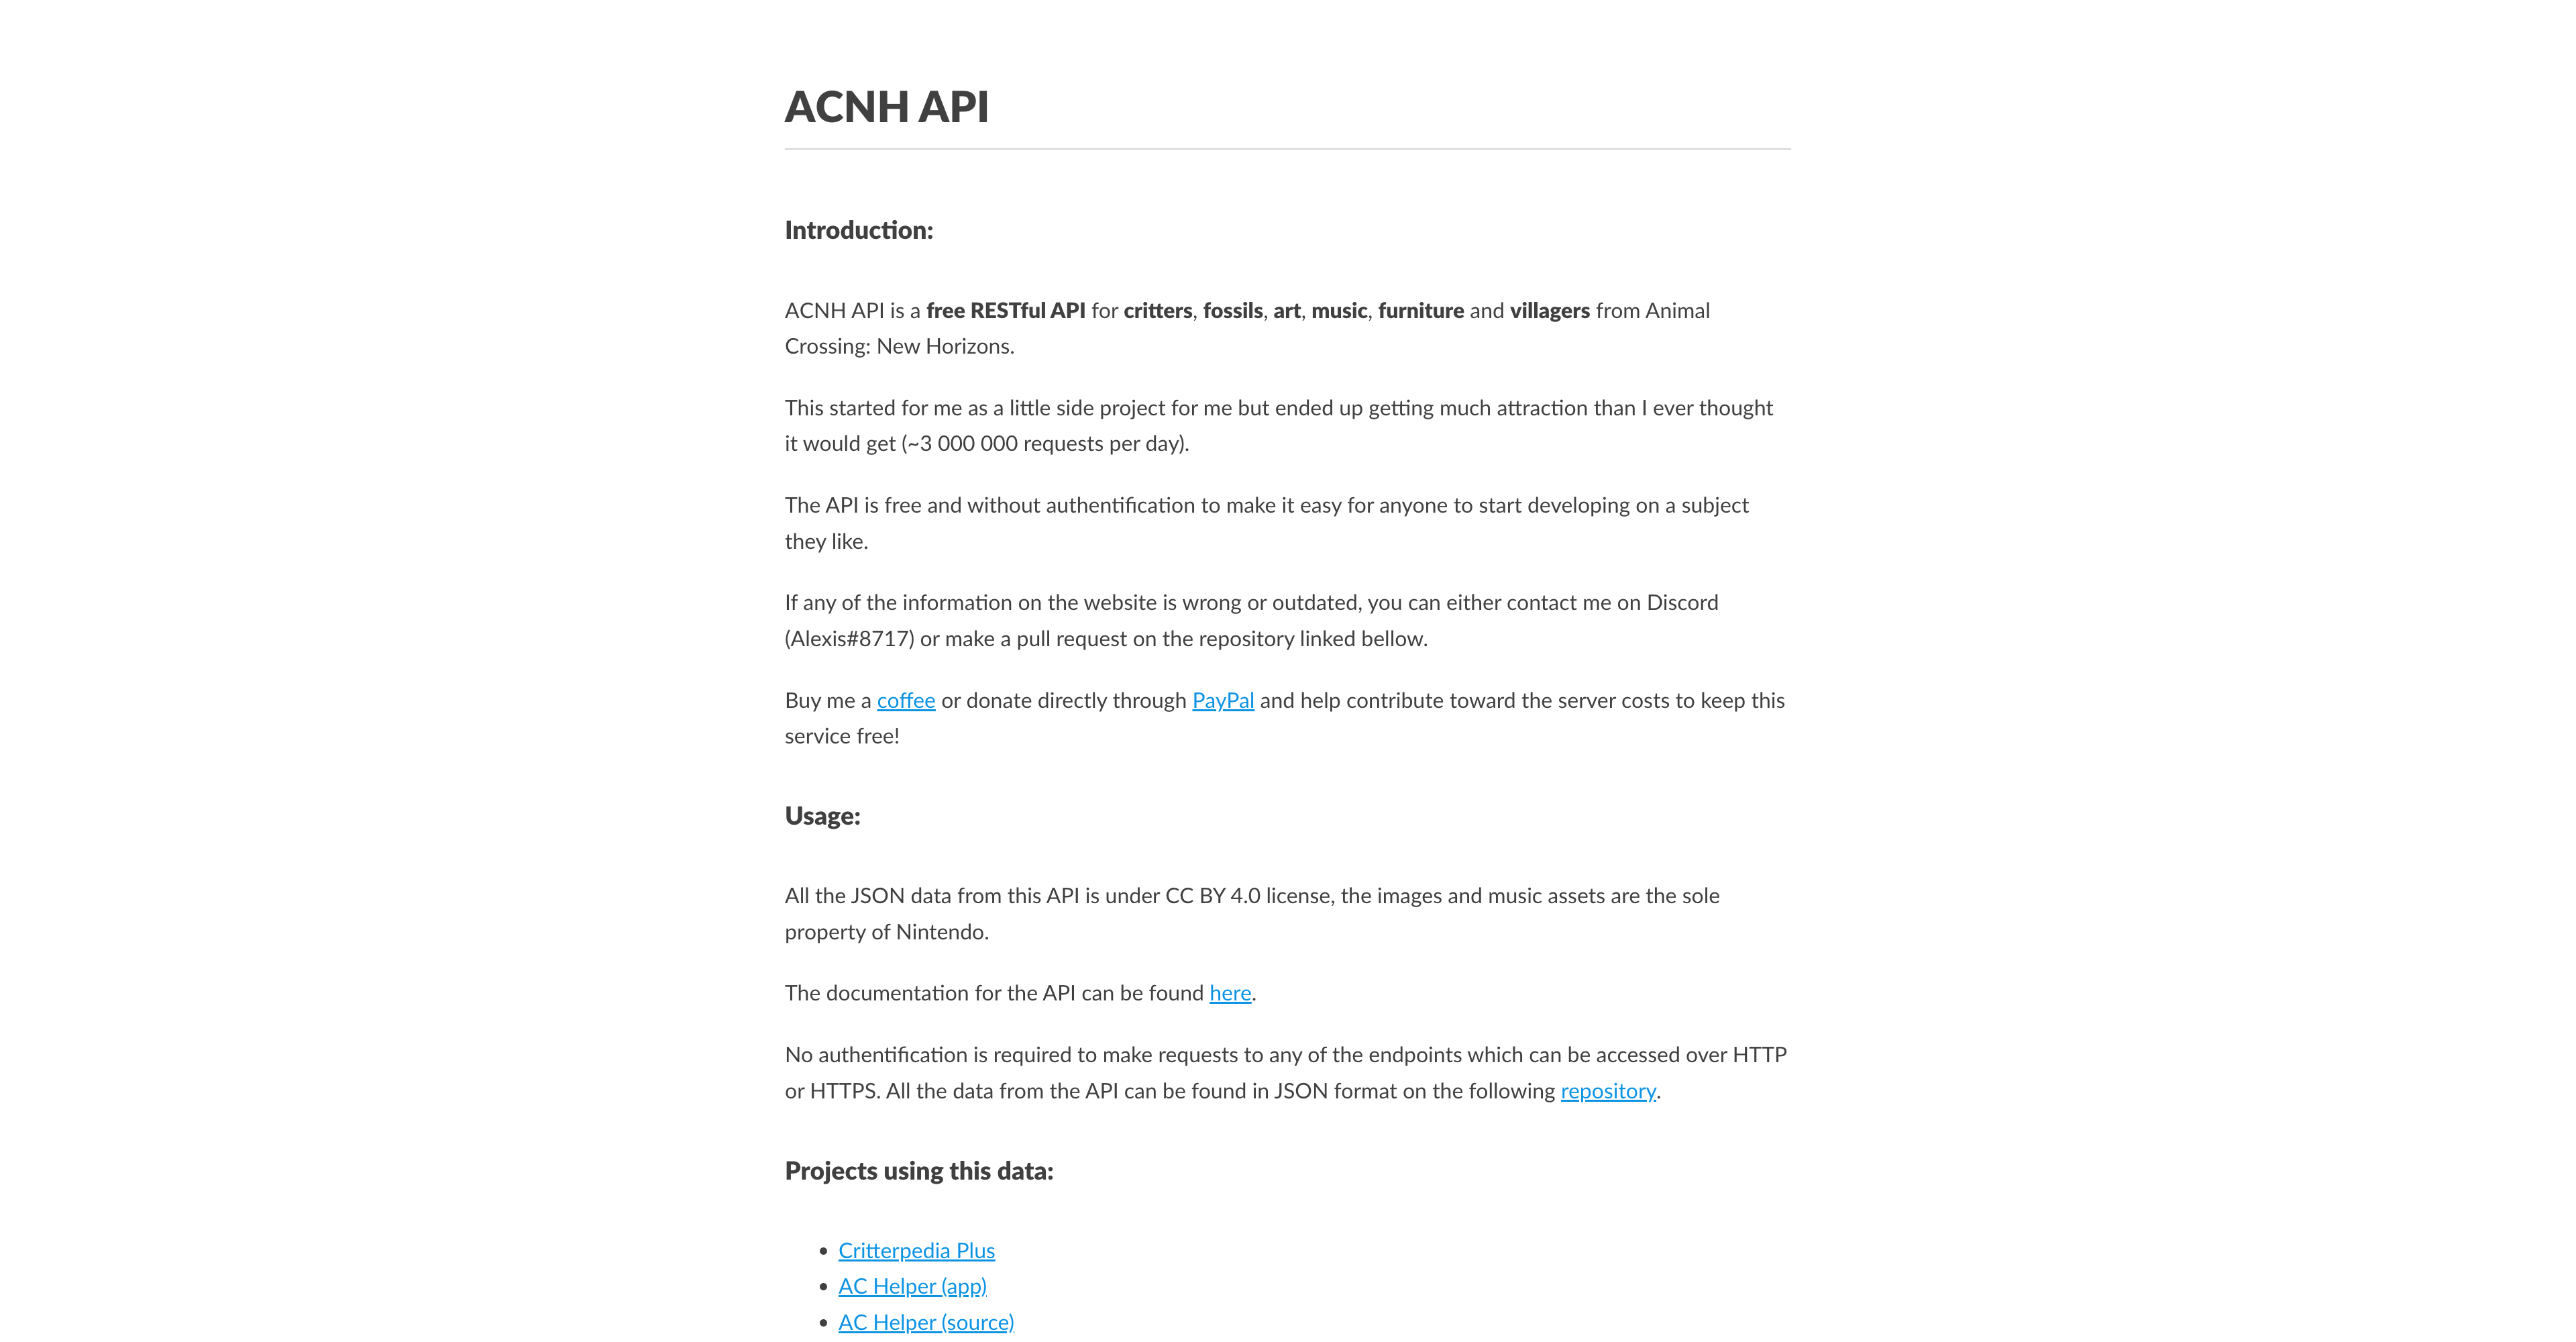 ACNH API
Introduction:
ACNH API is a free RESTful API for critters, fossils, art, music, furniture and villagers from Animal
Crossing: New Horizons.
This started for me as a little side project for me but ended up getting much attraction than I ever thought
it would get (~3 000 000 requests per day).
The API is free and without authentification to make it easy for anyone to start developing on a subject
they like.
If any of the information on the website is wrong or outdated, you can either contact me on Discord
(Alexis#8717) or make a pull request on the repository linked bellow.
Buy me a coffee or donate directly through PayPal and help contribute toward the server costs to keep this
service free!
Usage:
All the JSON data from this API is under CC BY 4.0 license, the images and music assets are the sole
property of Nintendo.
The documentation for the API can be found here.
No authentification is required to make requests to any of the endpoints which can be accessed over HTTP
or HTTPS. All the data from the API can be found in JSON format on the following repository.
Projects using this data:
• Critterpedia Plus
• AC Helper (app)
• AC Helper (source)